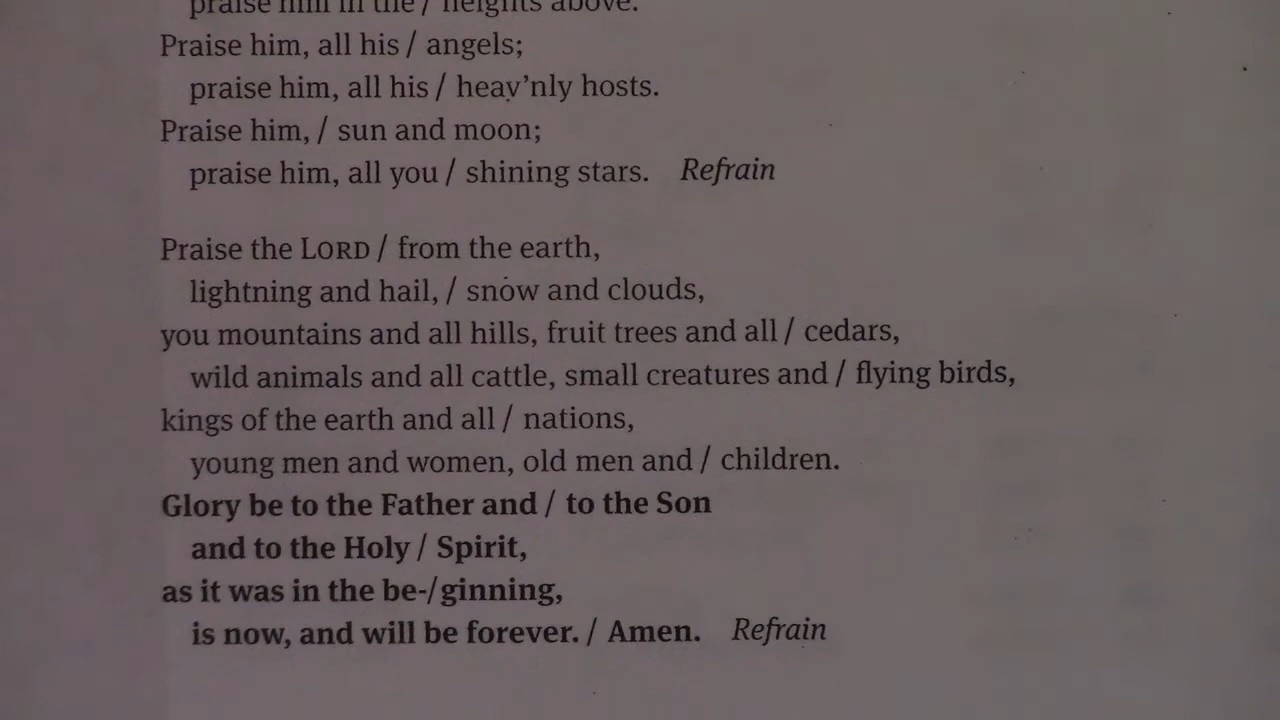 praise him in the / heights above.
Praise him, all his / angels;
praise him, all his / heav’nly hosts.
Praise him, / sun and moon;
praise him, all you / shining stars. Refrain
Praise the LORD / from the earth,
lightning and hail, / snow and clouds,
you mountains and all hills, fruit trees and all / cedars,
wild animals and all cattle, small creatures and / flying birds,
kings of the earth and all / nations,
young men and women, old men and / children.
Glory be to the Father and / to the Son
and to the Holy / Spirit,
as it was in the be-/ginning,
is now, and will be forever. / Amen. Refrain